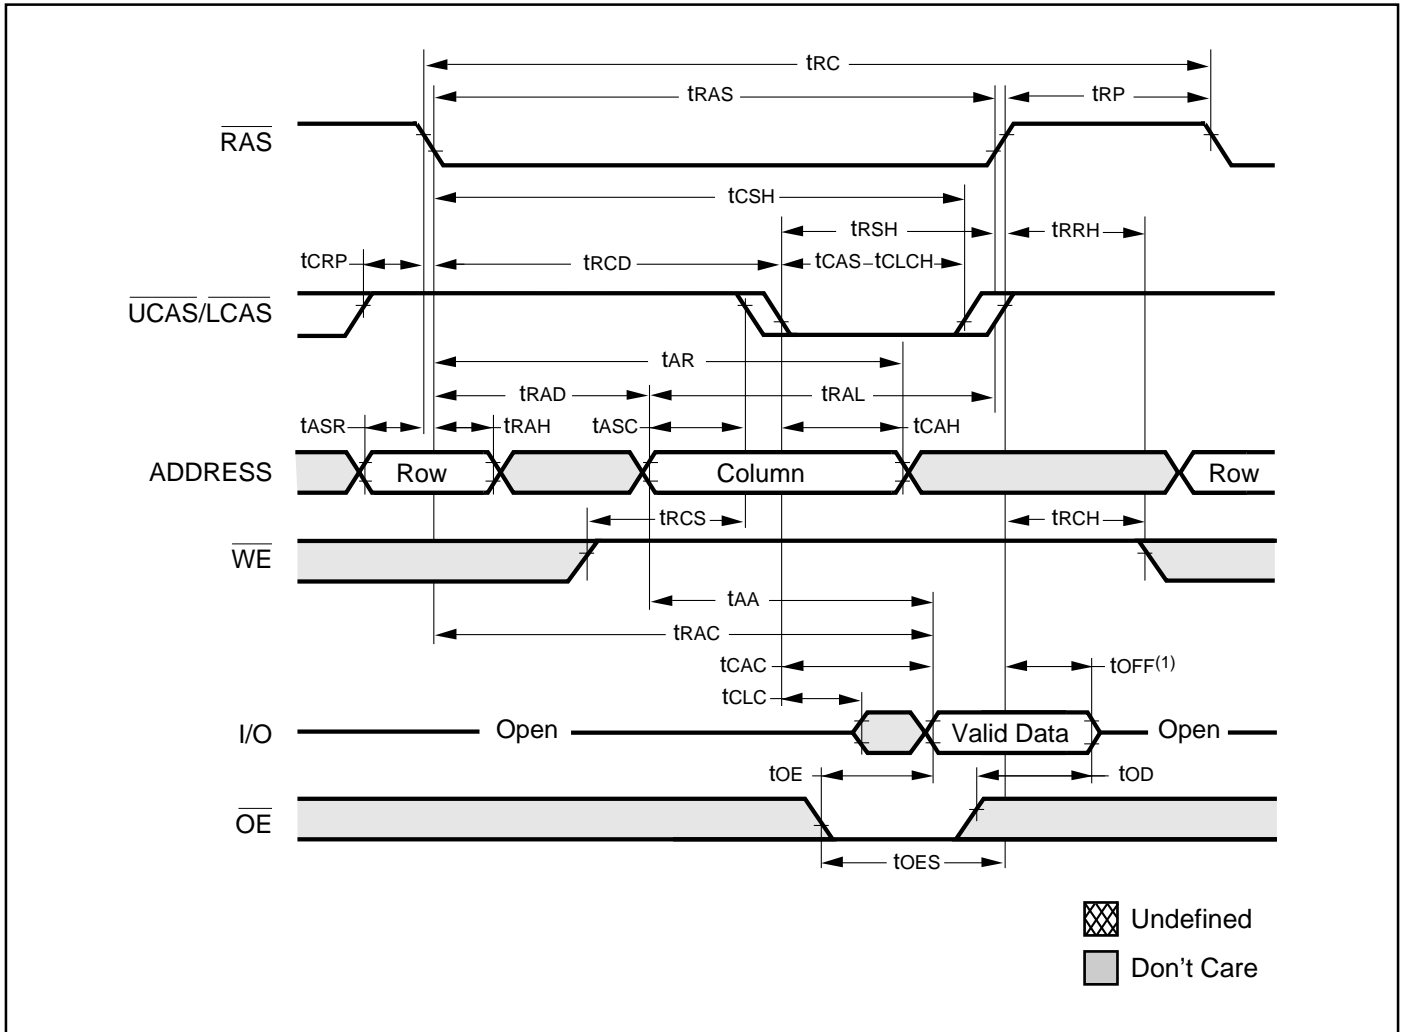 tRC
tRAS
tRP
RAS
tCSH
tRSH
tRRH
tCRP
tRCD
tCAS
tCLCH
UCAS/LCAS
tAR
tRAD
tRAL
tASR
tRAH
tASC
tCAH
ADDRESS
Row
Column
Row
tRCS
tRCH
WE
tAA
tRAC
tCAC
tOFF(1)
tCLC
I/O
Open
Valid Data
Open
tOE
tOD
OE
tOES
Undefined
Don't Care